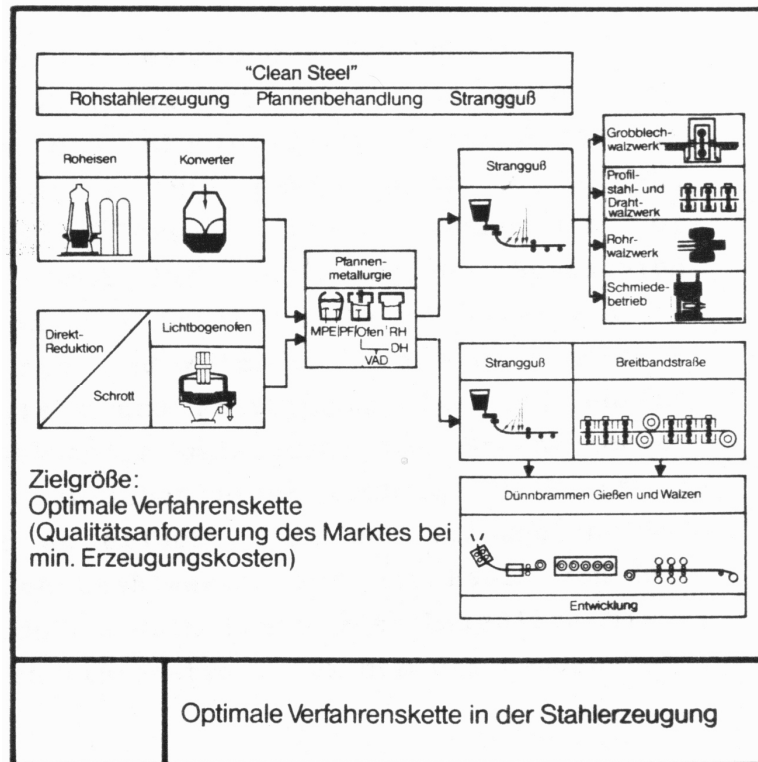 “Clean Steel”
Rohstahlerzeugung Pfannenbehandlung Strangguß
Roheisen
Konverter
Direkt-
Reduktion
Schrott
Lichtbogenofen
Pfannen-
metallurgie
MPE PF Ofen RH
DH
VAD
Strangguß
Grobblech-
walzwerk
Profil-
stahl- und
Draht-
walzwerk
Rohr-
walzwerk
Schmiede-
betrieb
Strangguß
Breitbandstraße
Dünnbrammen Gießen und Walzen
Entwicklung
Zielgröße:
Optimale Verfahrenskette
(Qualitätsanforderung des Marktes bei
min. Erzeugungskosten)
Optimale Verfahrenskette in der Stahlerzeugung